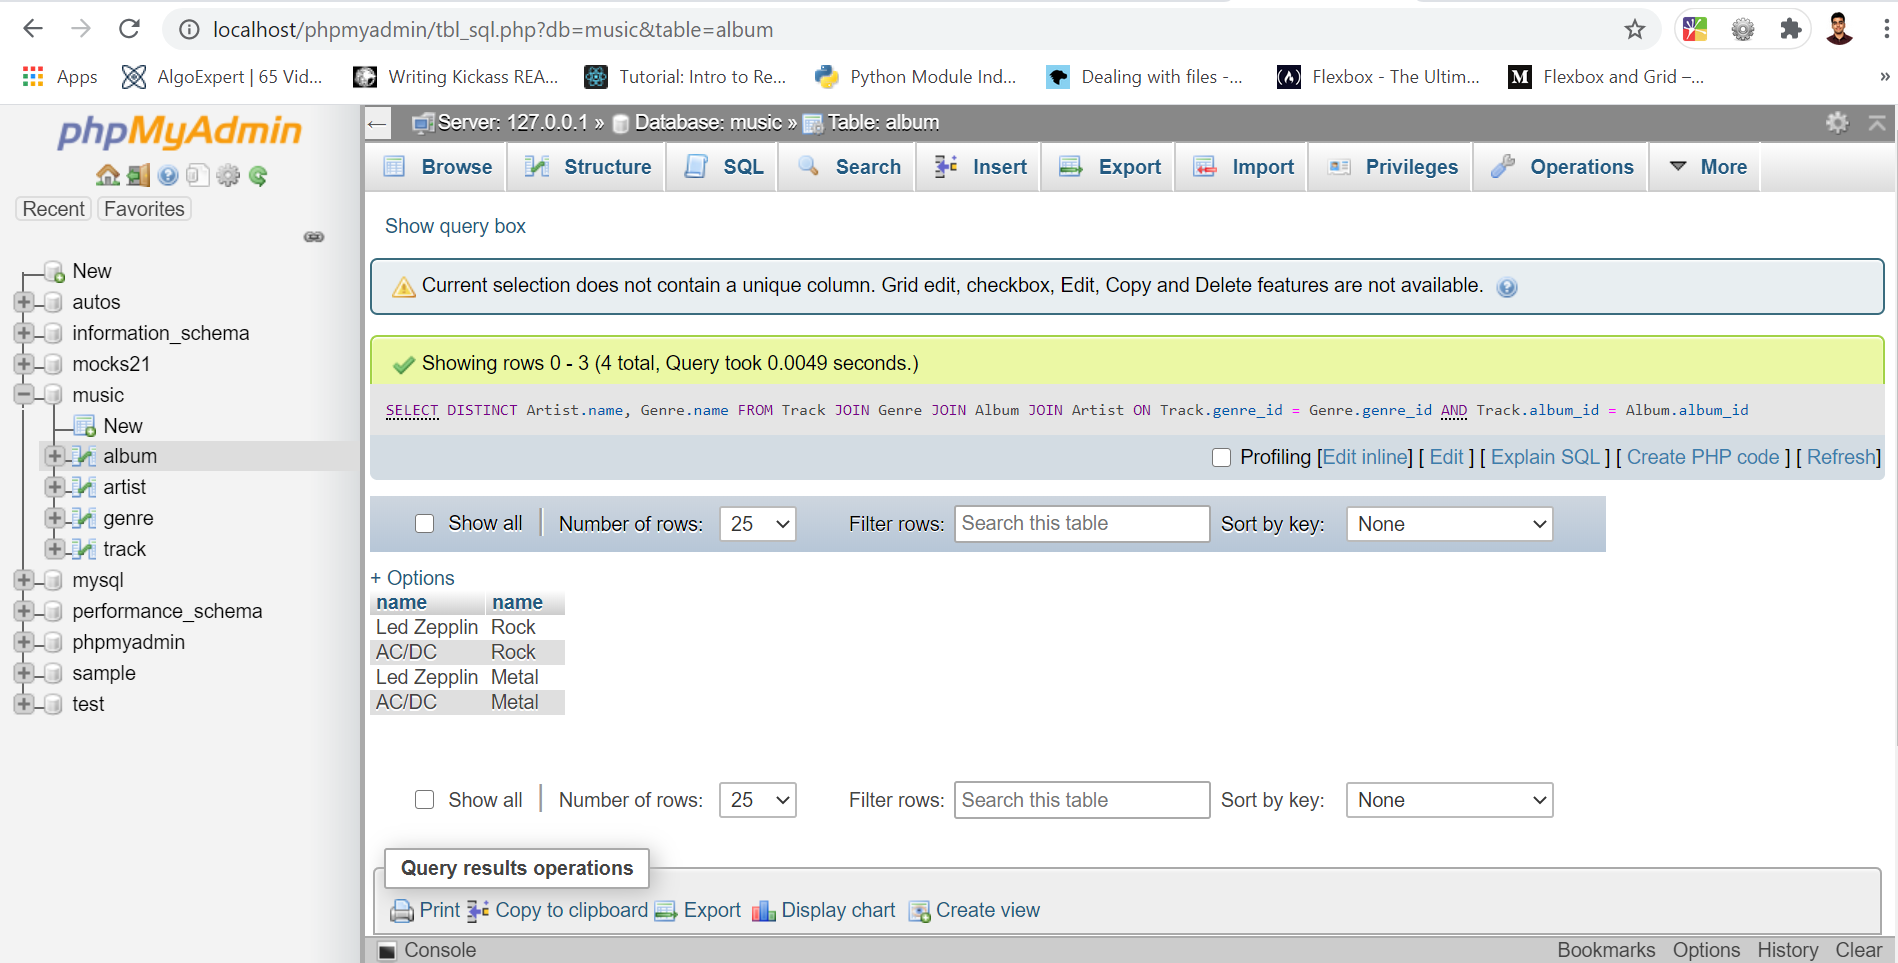 localhost/phpmyadmin/tbl_sql.php?db=music&table=album
Apps AlgoExpert | 65 Vid... Writing Kickass REA... Tutorial: Intro to Re... Python Module Ind... Dealing with files -... Flexbox - The Ultim... Flexbox and Grid –... »
phpMyAdmin
Recent Favorites
New
autos
information_schema
mocks21
music
New
album
artist
genre
track
mysql
performance_schema
phpmyadmin
sample
test
← Server: 127.0.0.1 » Database: music » Table: album
Browse Structure SQL Search Insert Export Import Privileges Operations More
Show query box
Current selection does not contain a unique column. Grid edit, checkbox, Edit, Copy and Delete features are not available.
Showing rows 0 - 3 (4 total, Query took 0.0049 seconds.)
SELECT DISTINCT Artist.name, Genre.name FROM Track JOIN Genre JOIN Album JOIN Artist ON Track.genre_id = Genre.genre_id AND Track.album_id = Album.album_id
Profiling [Edit inline] [ Edit ] [ Explain SQL ] [ Create PHP code ] [ Refresh]
Show all Number of rows: 25 Filter rows: Search this table Sort by key: None
+ Options
name name
Led Zepplin Rock
AC/DC Rock
Led Zepplin Metal
AC/DC Metal
Show all Number of rows: 25 Filter rows: Search this table Sort by key: None
Query results operations
Print Copy to clipboard Export Display chart Create view
Console Bookmarks Options History Clear